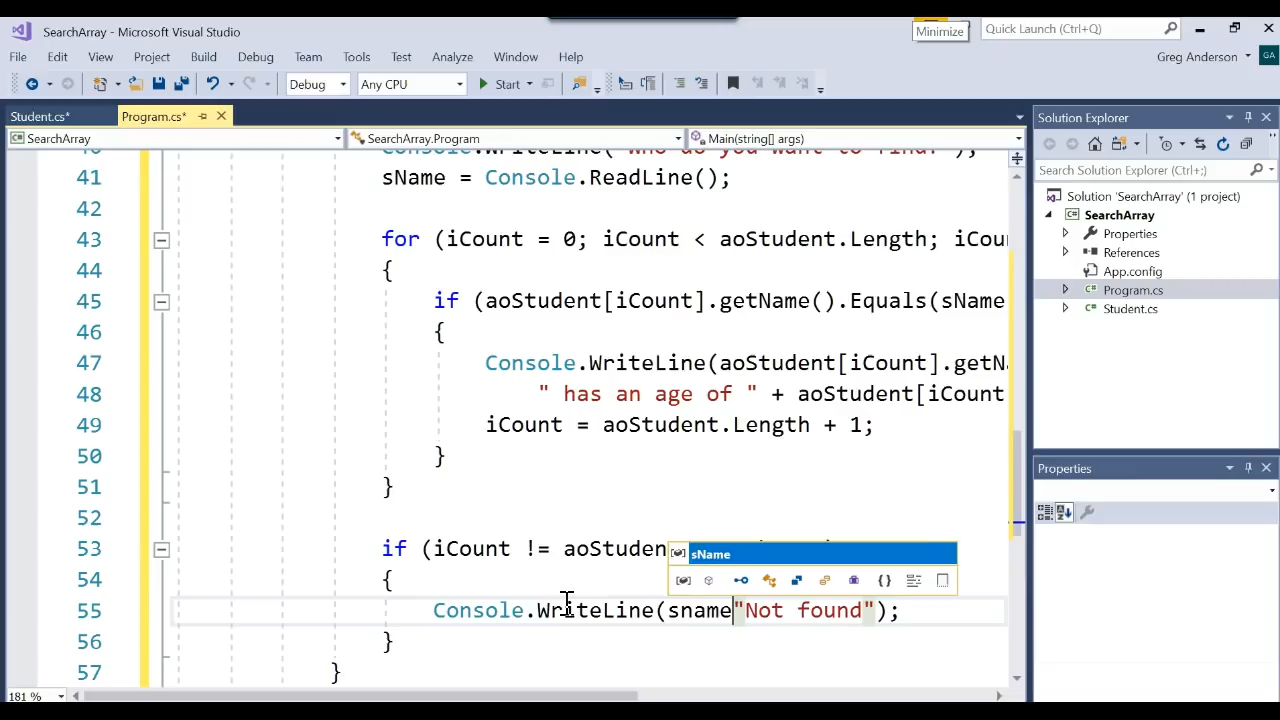 SearchArray - Microsoft Visual Studio
Minimize
Quick Launch (Ctrl+Q)
File Edit View Project Build Debug Team Tools Test Analyze Window Help
Greg Anderson GA
Debug Any CPU Start
Student.cs* Program.cs*
SearchArray SearchArray.Program Main(string[] args)
41 sName = Console.ReadLine();
42
43 for (iCount = 0; iCount < aoStudent.Length; iCou
44 {
45 if (aoStudent[iCount].getName().Equals(sName
46 {
47 Console.WriteLine(aoStudent[iCount].getN
48 " has an age of " + aoStudent[iCount
49 iCount = aoStudent.Length + 1;
50 }
51 }
52
53 if (iCount != aoStuden
sName
54 {
{ }
55 Console.WriteLine(sname"Not found");
56 }
57 }
181 %
Solution Explorer
Search Solution Explorer (Ctrl+;)
Solution 'SearchArray' (1 project)
SearchArray
Properties
References
App.config
Program.cs
Student.cs
Properties